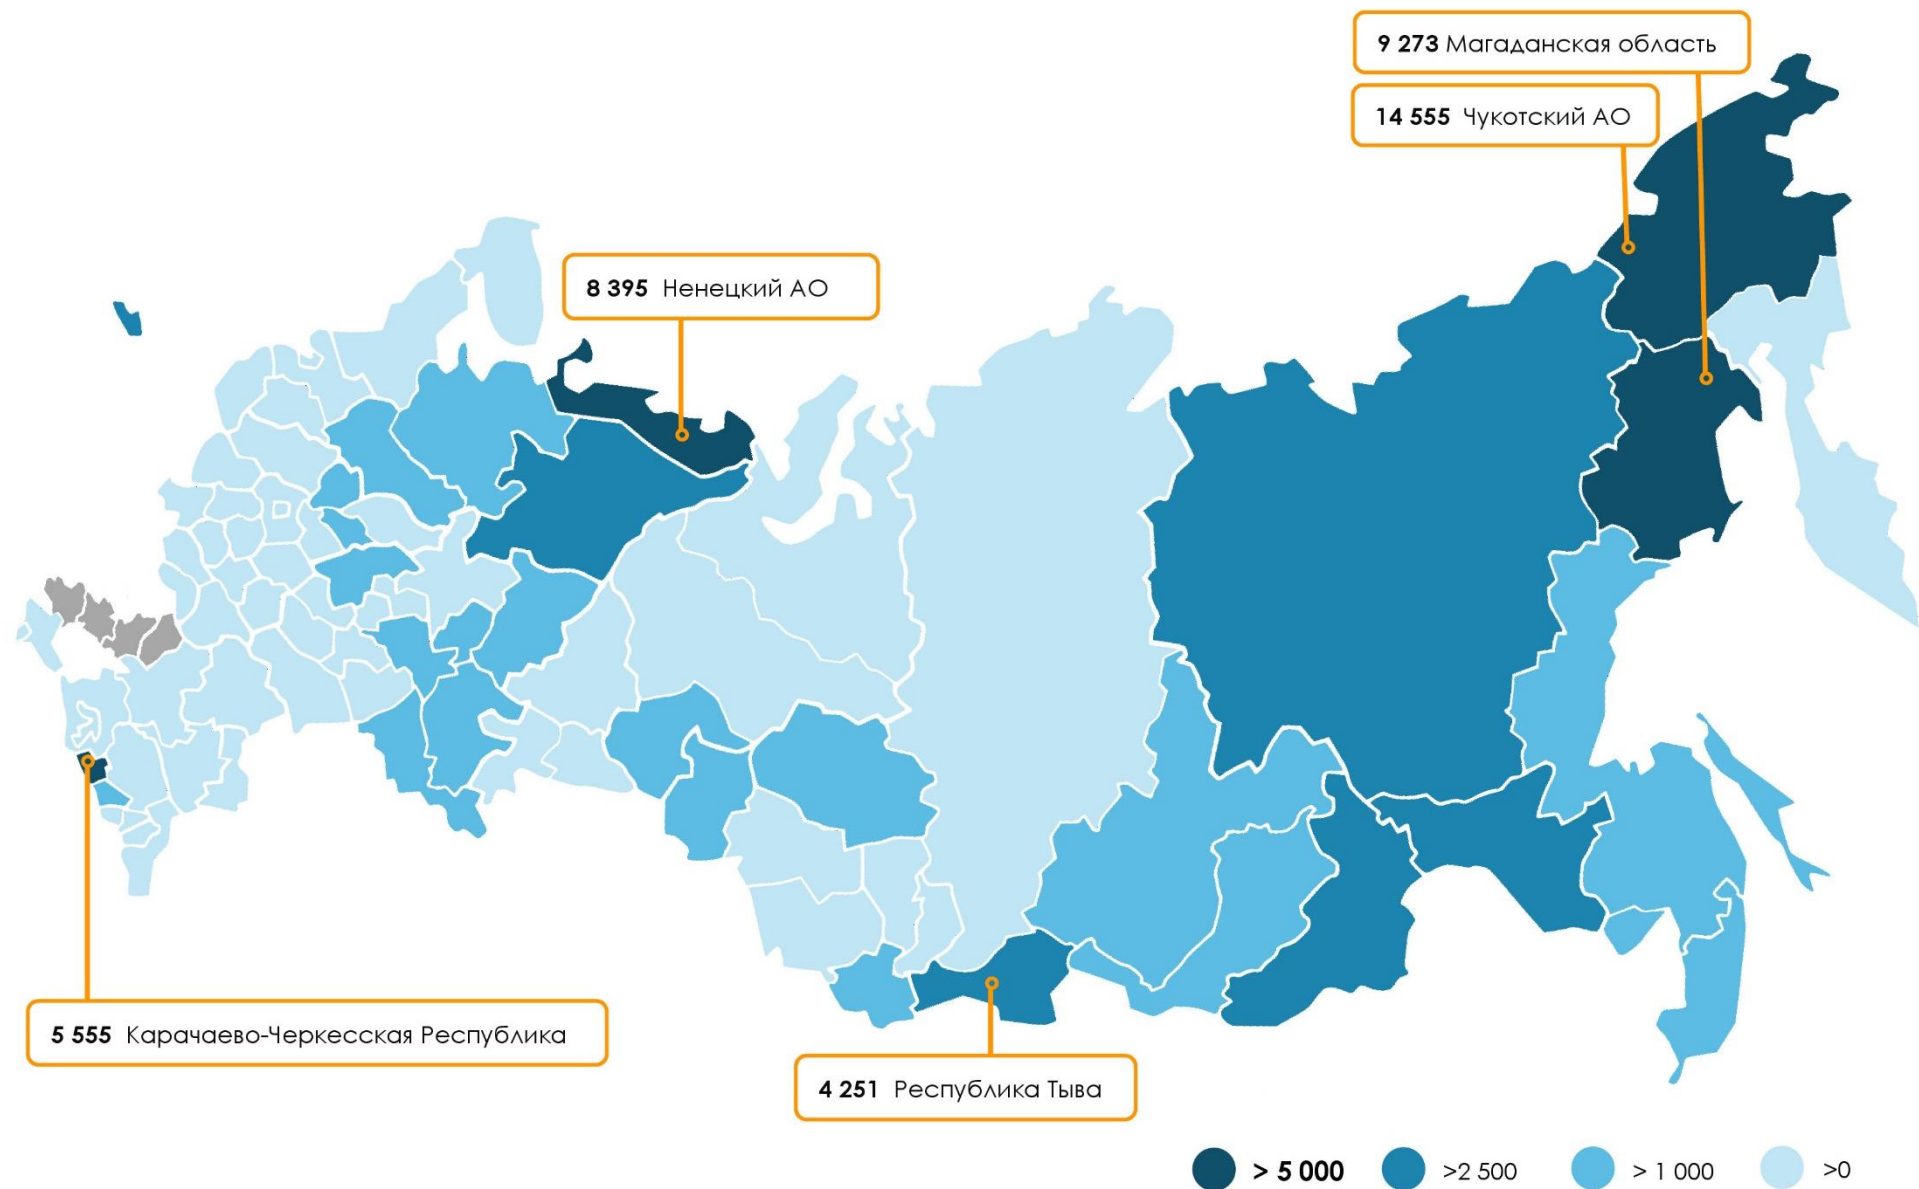 9 273 Магаданская область
14 555 Чукотский АО
8 395 Ненецкий АО
5 555 Карачаево-Черкесская Республика
4 251 Республика Тыва
> 5 000
>2 500
> 1 000
>0